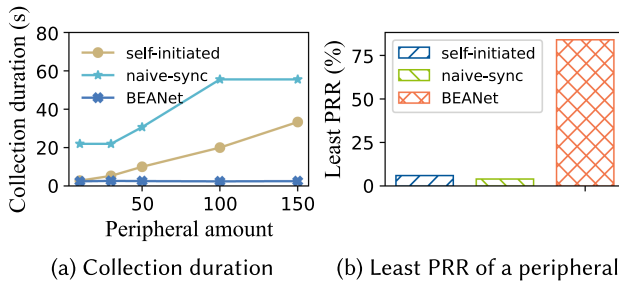 Collection duration (s)
80
60
40
20
0
self-initiated
naive-sync
BEANet
50
100
150
Peripheral amount
(a) Collection duration
Least PRR (%)
75
50
25
0
self-initiated
naive-sync
BEANet
(b) Least PRR of a peripheral